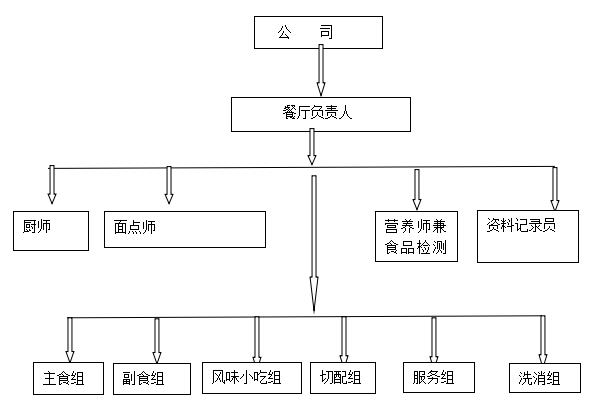 公 司
餐厅负责人
厨师
面点师
营养师兼
食品检测
资料记录员
主食组
副食组
风味小吃组
切配组
服务组
洗消组